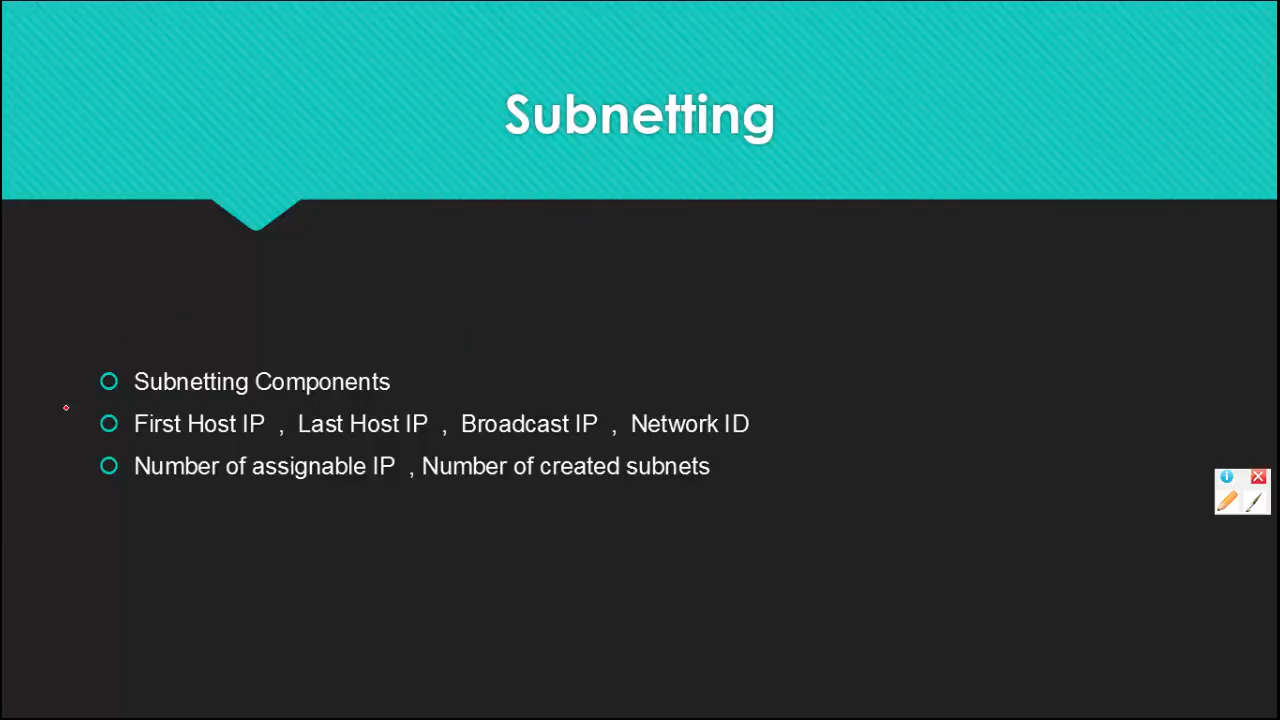 Subnetting
Subnetting Components
First Host IP , Last Host IP , Broadcast IP , Network ID
Number of assignable IP , Number of created subnets